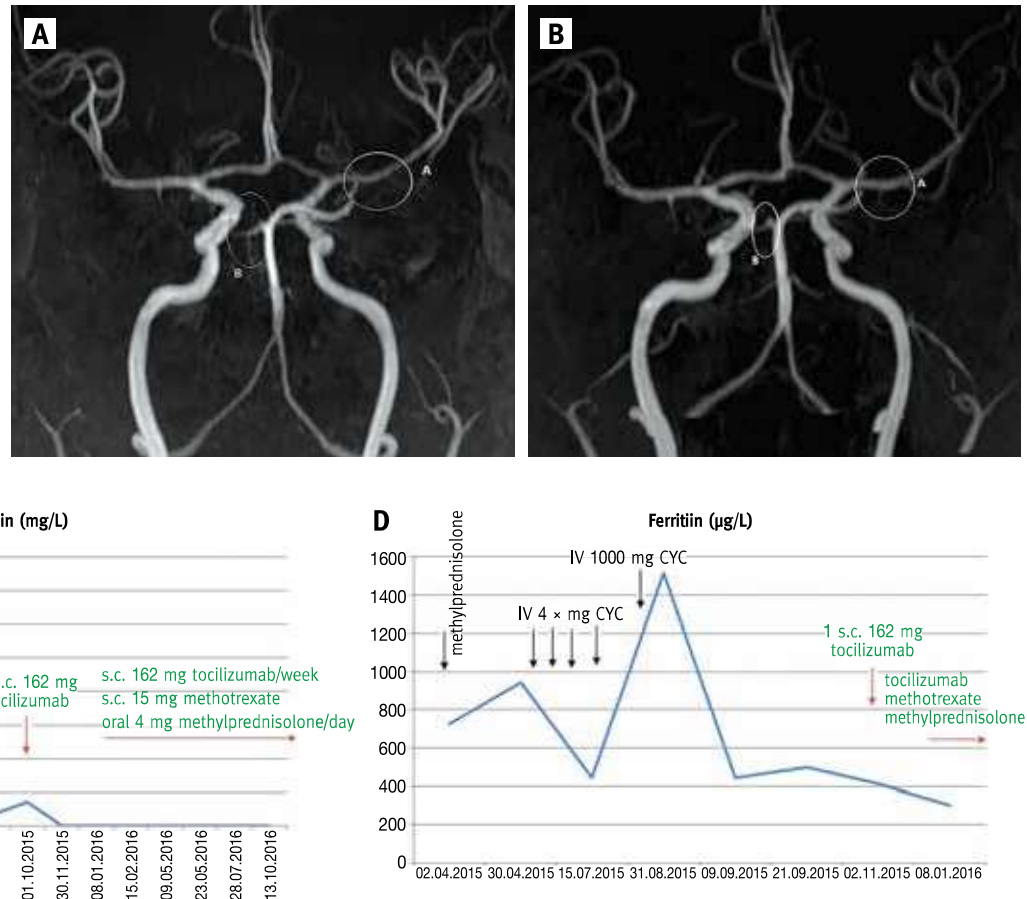 A
A
B
B
A
B
in (mg/L)
.c. 162 mg
cilizumab
s.c. 162 mg tocilizumab/week
s.c. 15 mg methotrexate
oral 4 mg methylprednisolone/day
01.10.2015
30.11.2015
08.01.2016
15.02.2016
09.05.2016
23.05.2016
28.07.2016
13.10.2016
D
Ferritiin (µg/L)
methylprednisolone
IV 4 × mg CYC
IV 1000 mg CYC
1 s.c. 162 mg
tocilizumab
tocilizumab
methotrexate
methylprednisolone
1600
1400
1200
1000
800
600
400
200
0
02.04.2015 30.04.2015 15.07.2015 31.08.2015 09.09.2015 21.09.2015 02.11.2015 08.01.2016